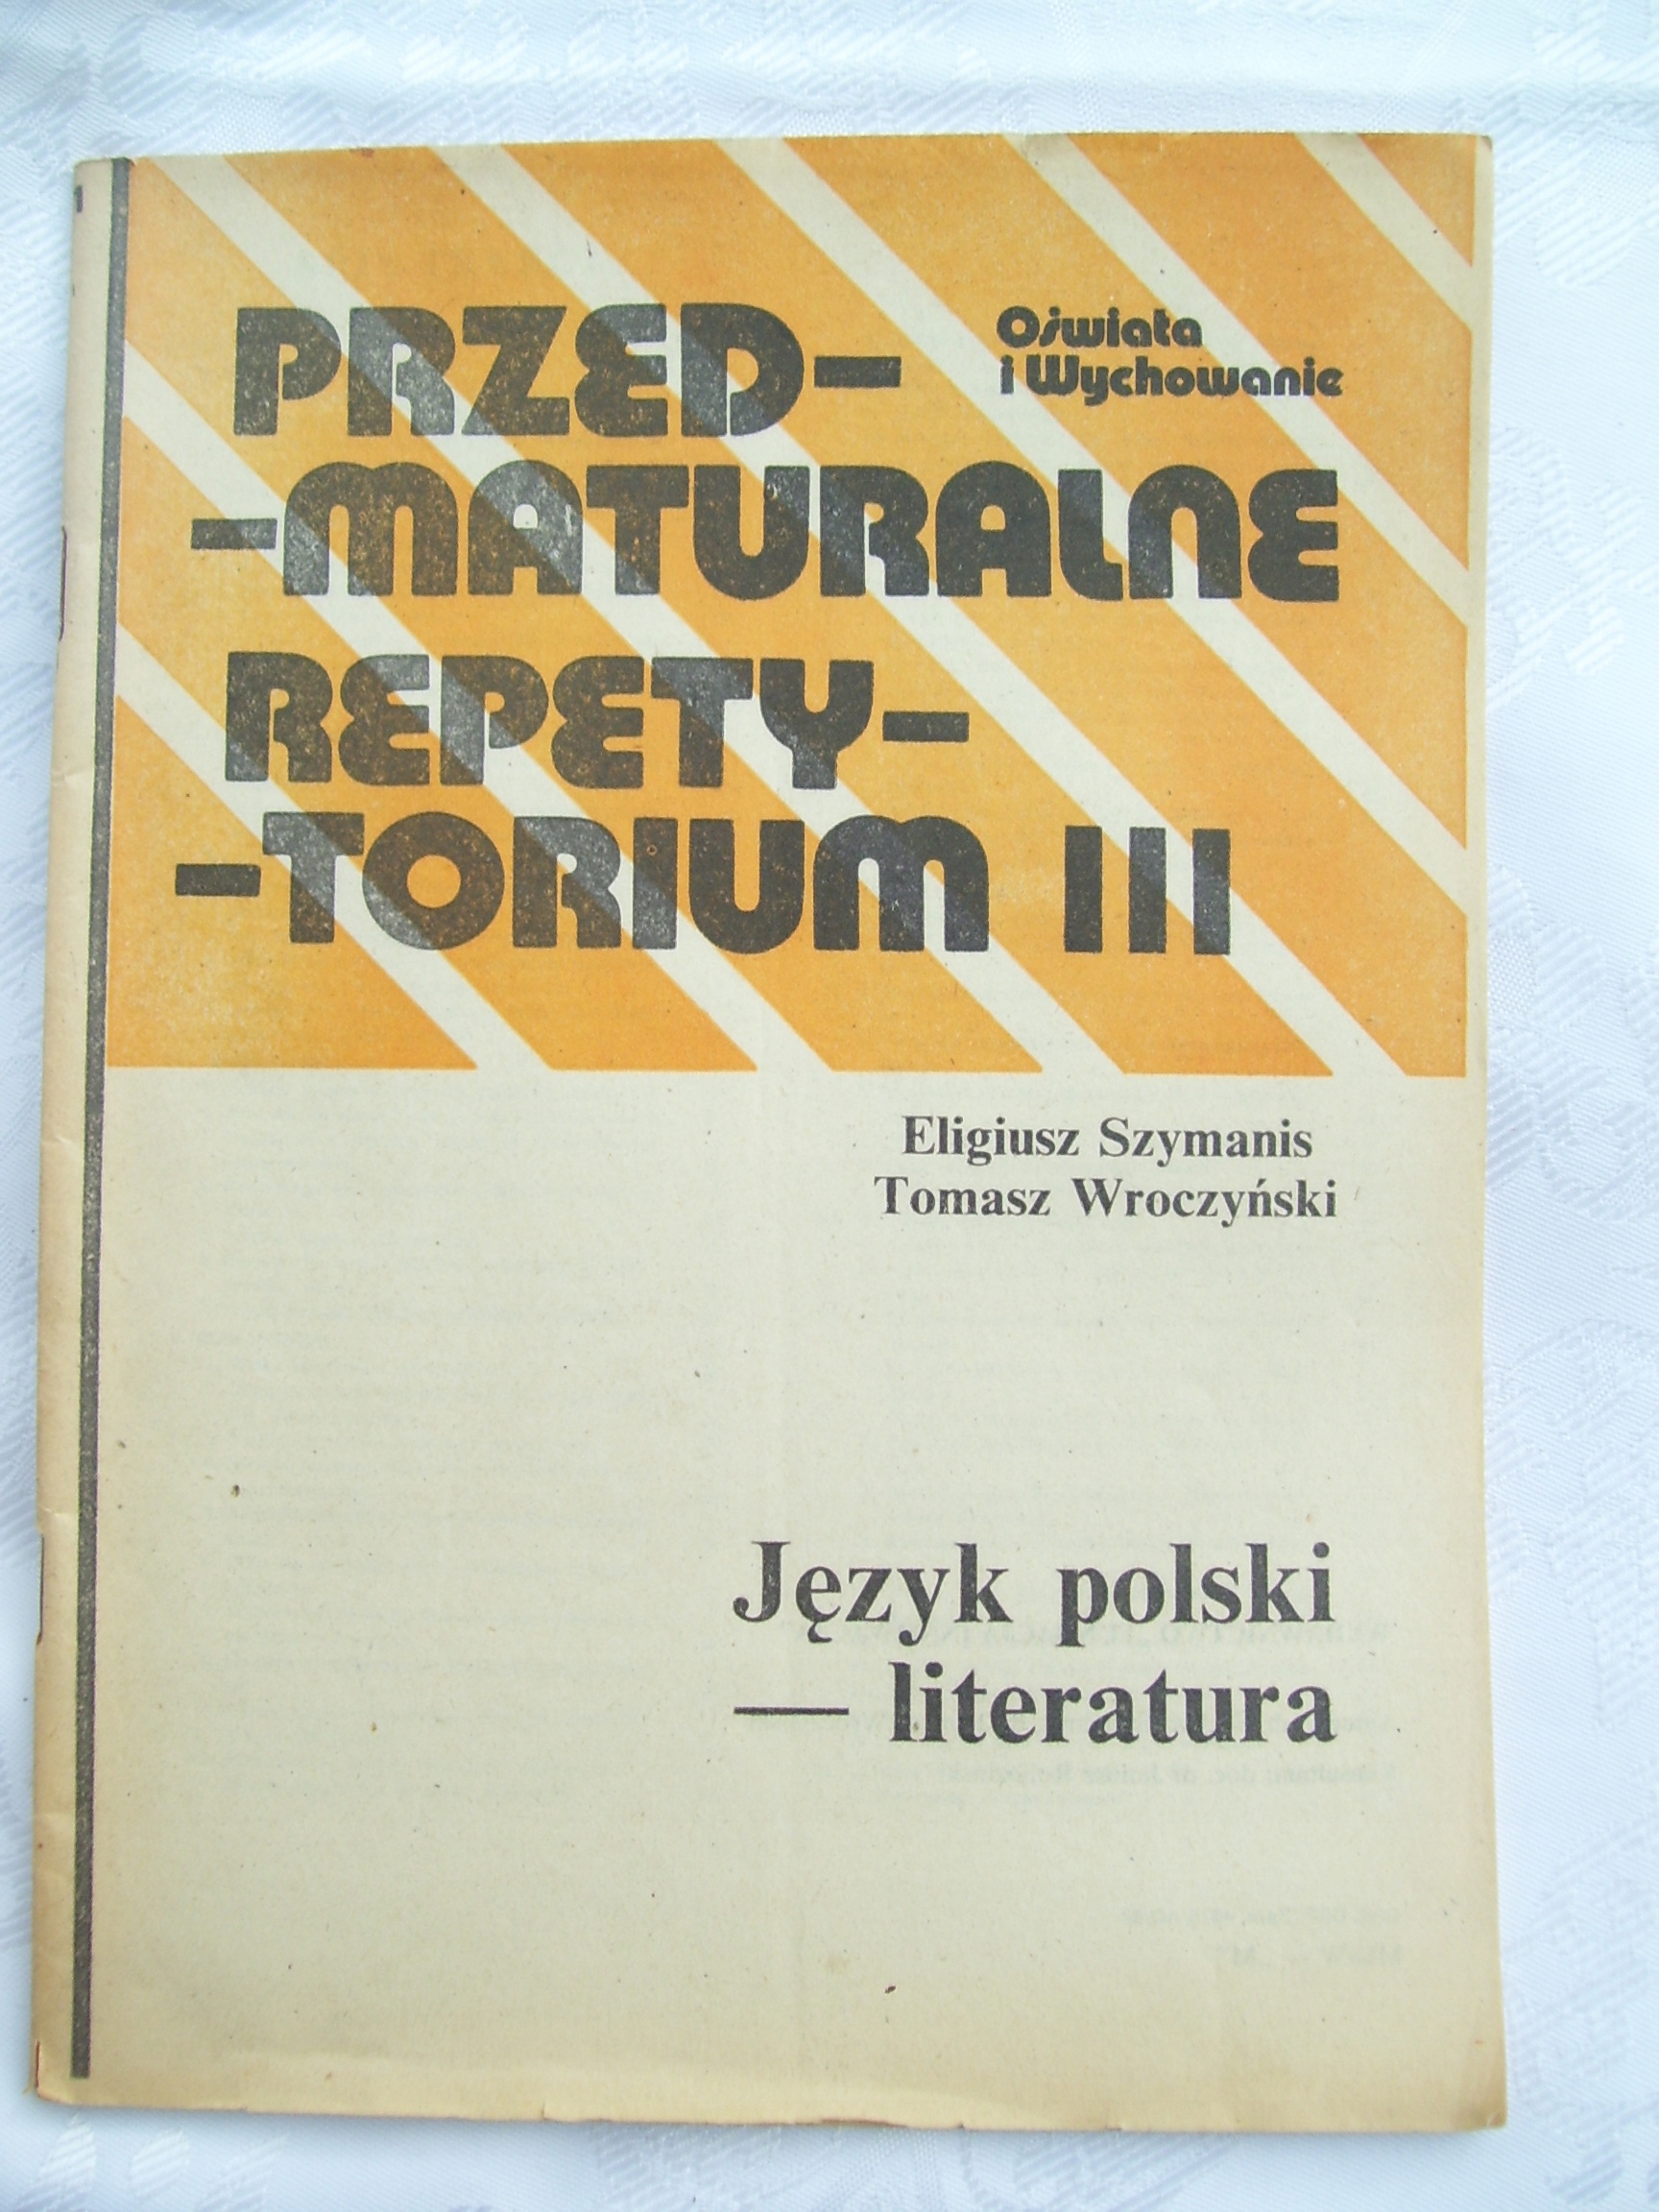 PRZED-
Oświata
i Wychowanie
-MATURALNE
REPETY-
-TORIUM III
Eligiusz Szymanis
Tomasz Wroczyński
Język polski
— literatura